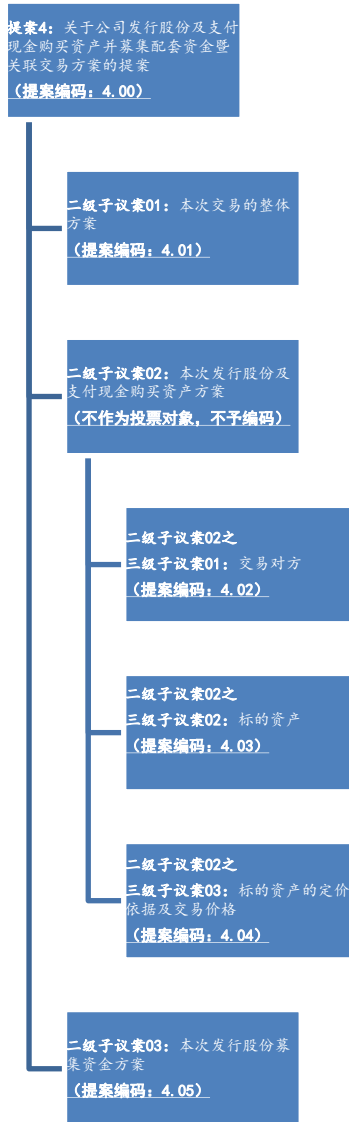 提案4：关于公司发行股份及支付
现金购买资产并募集配套资金暨
关联交易方案的提案
（提案编码：4.00）
二级子议案01：本次交易的整体
方案
（提案编码：4.01）
二级子议案02：本次发行股份及
支付现金购买资产方案
（不作为投票对象，不予编码）
二级子议案02之
三级子议案01：交易对方
（提案编码：4.02）
二级子议案02之
三级子议案02：标的资产
（提案编码：4.03）
二级子议案02之
三级子议案03：标的资产的定价
依据及交易价格
（提案编码：4.04）
二级子议案03：本次发行股份募
集资金方案
（提案编码：4.05）